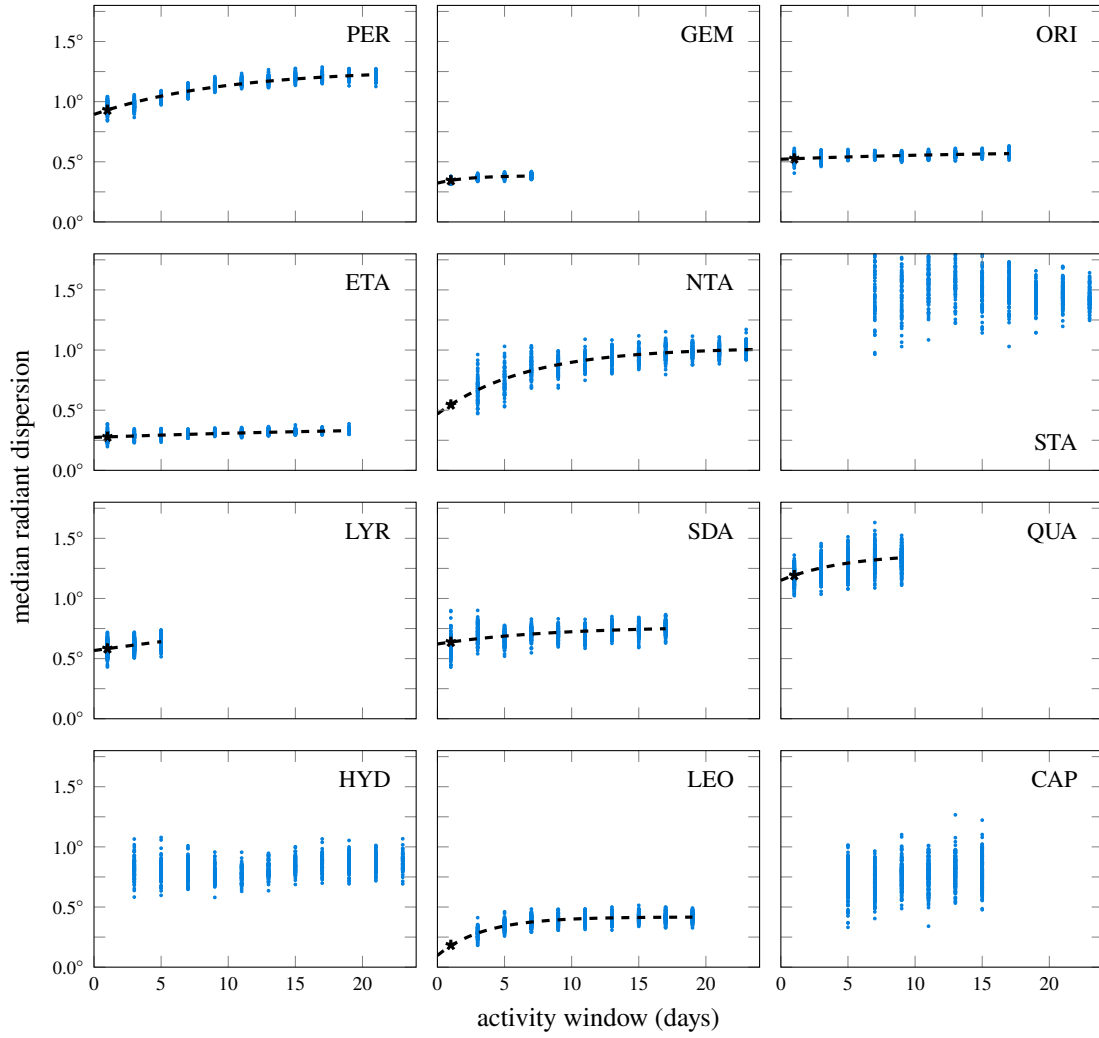 PER
GEM
ORI
1.5°
1.0°
0.5°
0.0°
ETA
NTA
STA
1.5°
1.0°
0.5°
0.0°
LYR
SDA
QUA
1.5°
1.0°
0.5°
0.0°
HYD
LEO
CAP
1.5°
1.0°
0.5°
0.0°
0 5 10 15 20 0 5 10 15 20 0 5 10 15 20
median radiant dispersion
activity window (days)